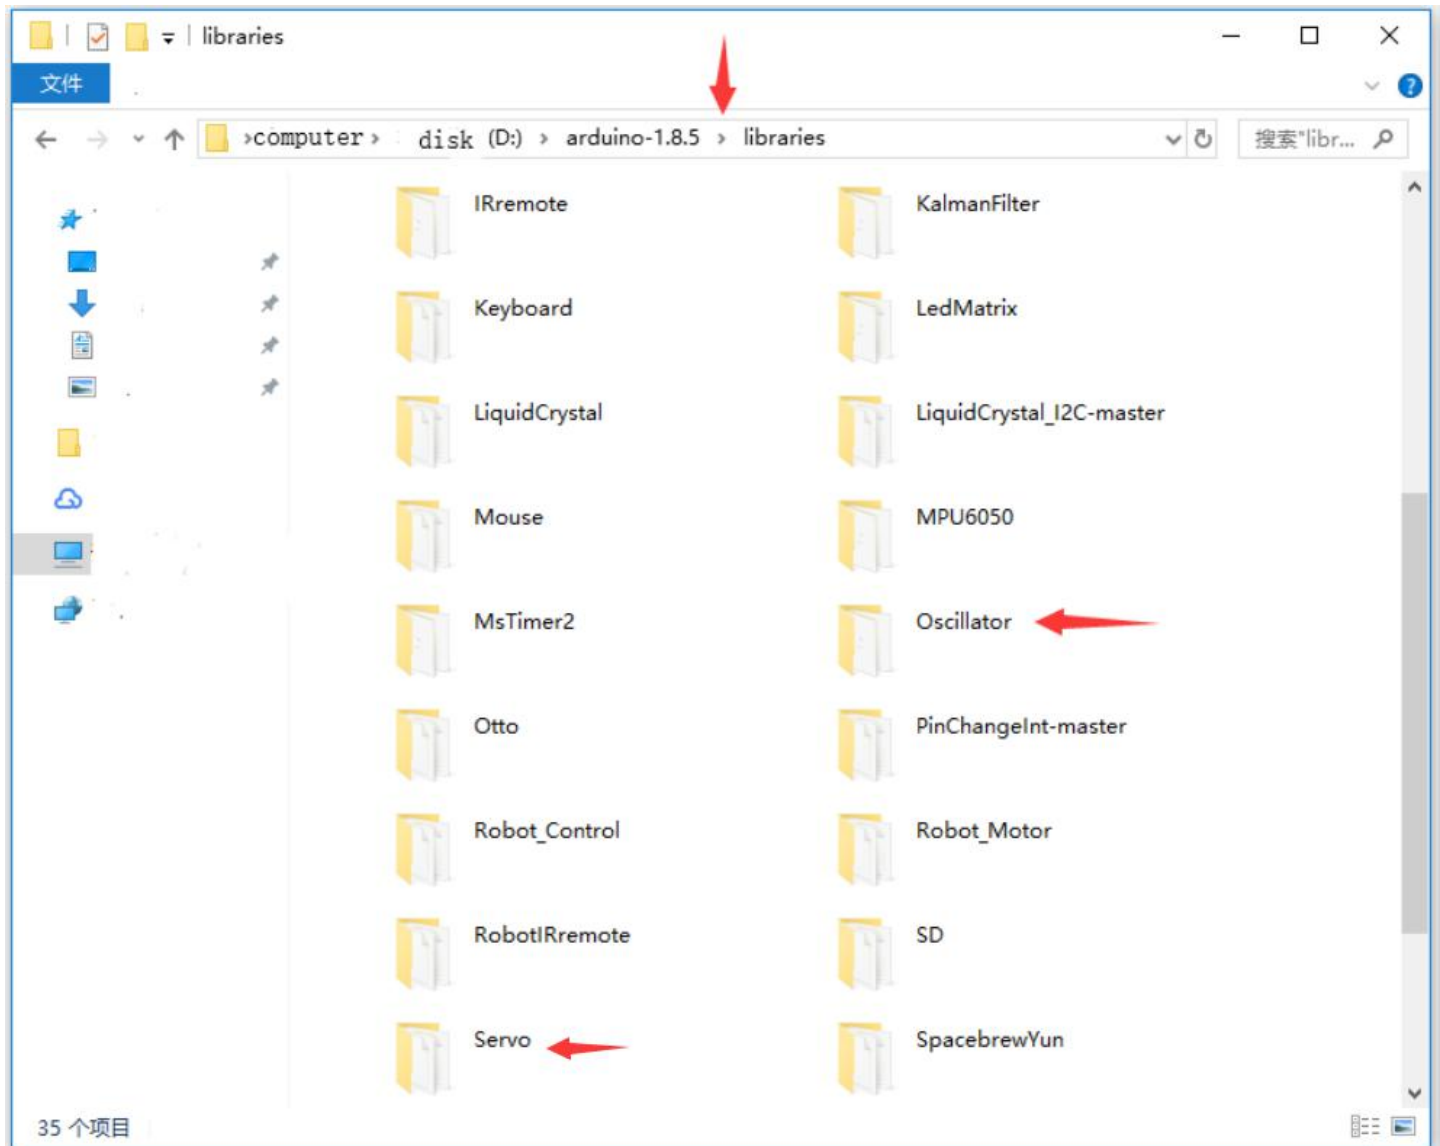 libraries
文件
computer › disk (D:) › arduino-1.8.5 › libraries
搜索"libr...
IRremote
KalmanFilter
Keyboard
LedMatrix
LiquidCrystal
LiquidCrystal_I2C-master
Mouse
MPU6050
MsTimer2
Oscillator
Otto
PinChangeInt-master
Robot_Control
Robot_Motor
RobotIRremote
SD
Servo
SpacebrewYun
35 个项目